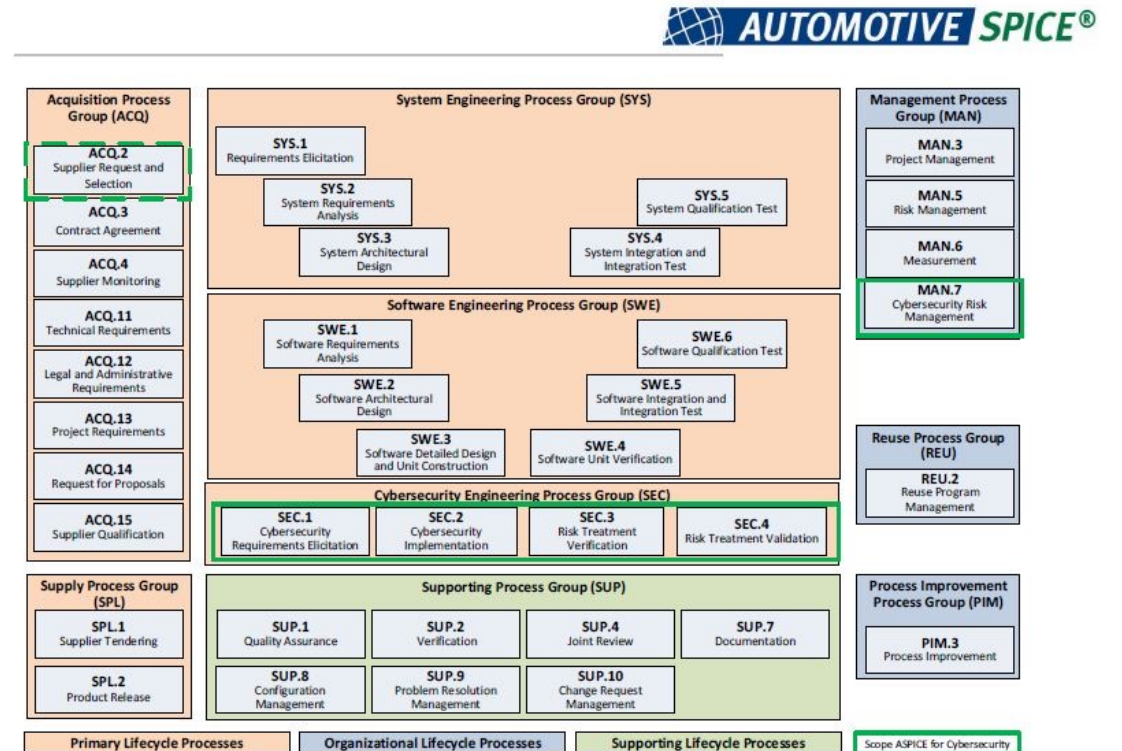 AUTOMOTIVE SPICE®
Acquisition Process
Group (ACQ)
ACQ.2
Supplier Request and
Selection
ACQ.3
Contract Agreement
ACQ.4
Supplier Monitoring
ACQ.11
Technical Requirements
ACQ.12
Legal and Administrative
Requirements
ACQ.13
Project Requirements
ACQ.14
Request for Proposals
ACQ.15
Supplier Qualification
System Engineering Process Group (SYS)
SYS.1
Requirements Elicitation
SYS.2
System Requirements
Analysis
SYS.3
System Architectural
Design
SYS.5
System Qualification Test
SYS.4
System Integration and
Integration Test
Software Engineering Process Group (SWE)
SWE.1
Software Requirements
Analysis
SWE.2
Software Architectural
Design
SWE.3
Software Detailed Design
and Unit Construction
SWE.6
Software Qualification Test
SWE.5
Software Integration and
Integration Test
SWE.4
Software Unit Verification
Cybersecurity Engineering Process Group (SEC)
SEC.1
Cybersecurity
Requirements Elicitation
SEC.2
Cybersecurity
Implementation
SEC.3
Risk Treatment
Verification
SEC.4
Risk Treatment Validation
Management Process
Group (MAN)
MAN.3
Project Management
MAN.5
Risk Management
MAN.6
Measurement
MAN.7
Cybersecurity Risk
Management
Reuse Process Group
(REU)
REU.2
Reuse Program
Management
Supply Process Group
(SPL)
SPL.1
Supplier Tendering
SPL.2
Product Release
Supporting Process Group (SUP)
SUP.1
Quality Assurance
SUP.2
Verification
SUP.4
Joint Review
SUP.7
Documentation
SUP.8
Configuration
Management
SUP.9
Problem Resolution
Management
SUP.10
Change Request
Management
Process Improvement
Process Group (PIM)
PIM.3
Process Improvement
Primary Lifecycle Processes
Organizational Lifecycle Processes
Supporting Lifecycle Processes
Scope ASPICE for Cybersecurity